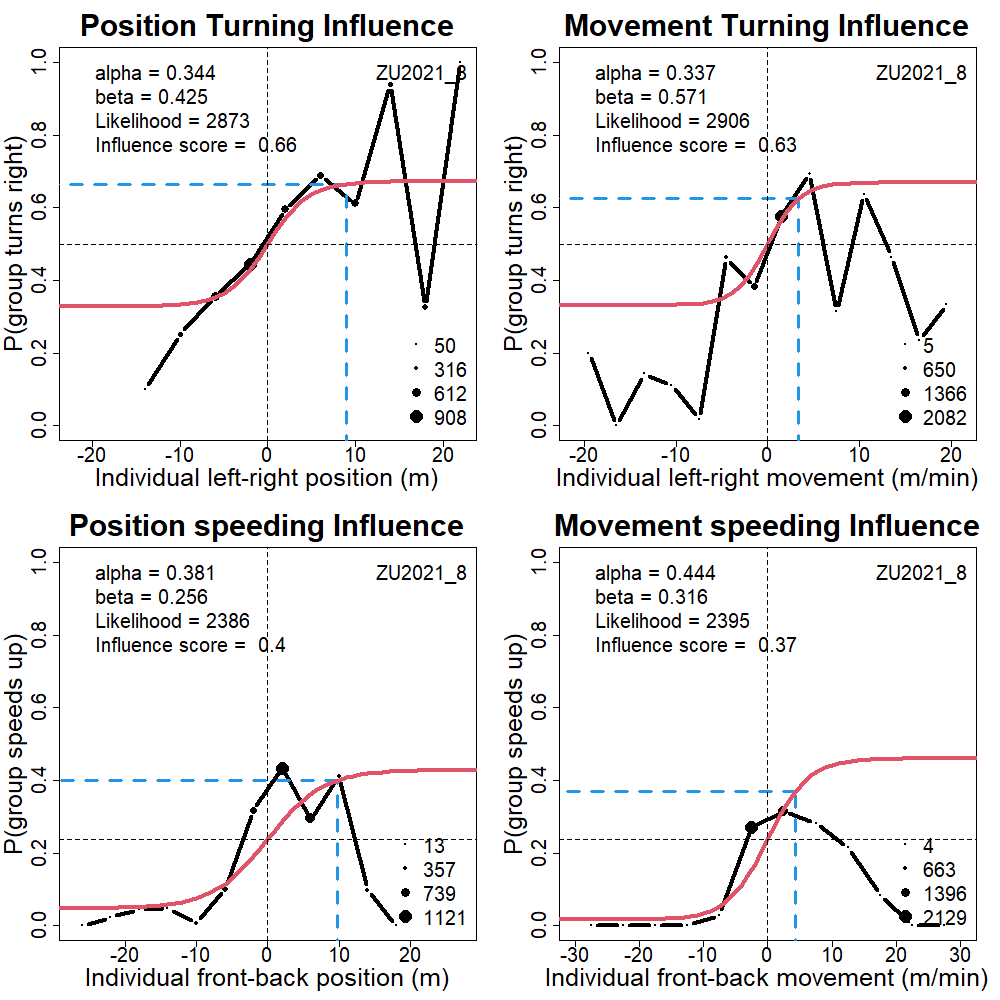 Position Turning Influence
alpha = 0.344
ZU2021_8
beta = 0.425
Likelihood = 2873
Influence score = 0.66
P(group turns right)
1.0
0.8
0.6
0.4
0.2
0.0
50
316
612
908
-20 -10 0 10 20
Individual left-right position (m)
Movement Turning Influence
alpha = 0.337
ZU2021_8
beta = 0.571
Likelihood = 2906
Influence score = 0.63
P(group turns right)
1.0
0.8
0.6
0.4
0.2
0.0
5
650
1366
2082
-20 -10 0 10 20
Individual left-right movement (m/min)
Position speeding Influence
alpha = 0.381
ZU2021_8
beta = 0.256
Likelihood = 2386
Influence score = 0.4
P(group speeds up)
1.0
0.8
0.6
0.4
0.2
0.0
13
357
739
1121
-20 -10 0 10 20
Individual front-back position (m)
Movement speeding Influence
alpha = 0.444
ZU2021_8
beta = 0.316
Likelihood = 2395
Influence score = 0.37
P(group speeds up)
1.0
0.8
0.6
0.4
0.2
0.0
4
663
1396
2129
-30 -20 -10 0 10 20 30
Individual front-back movement (m/min)